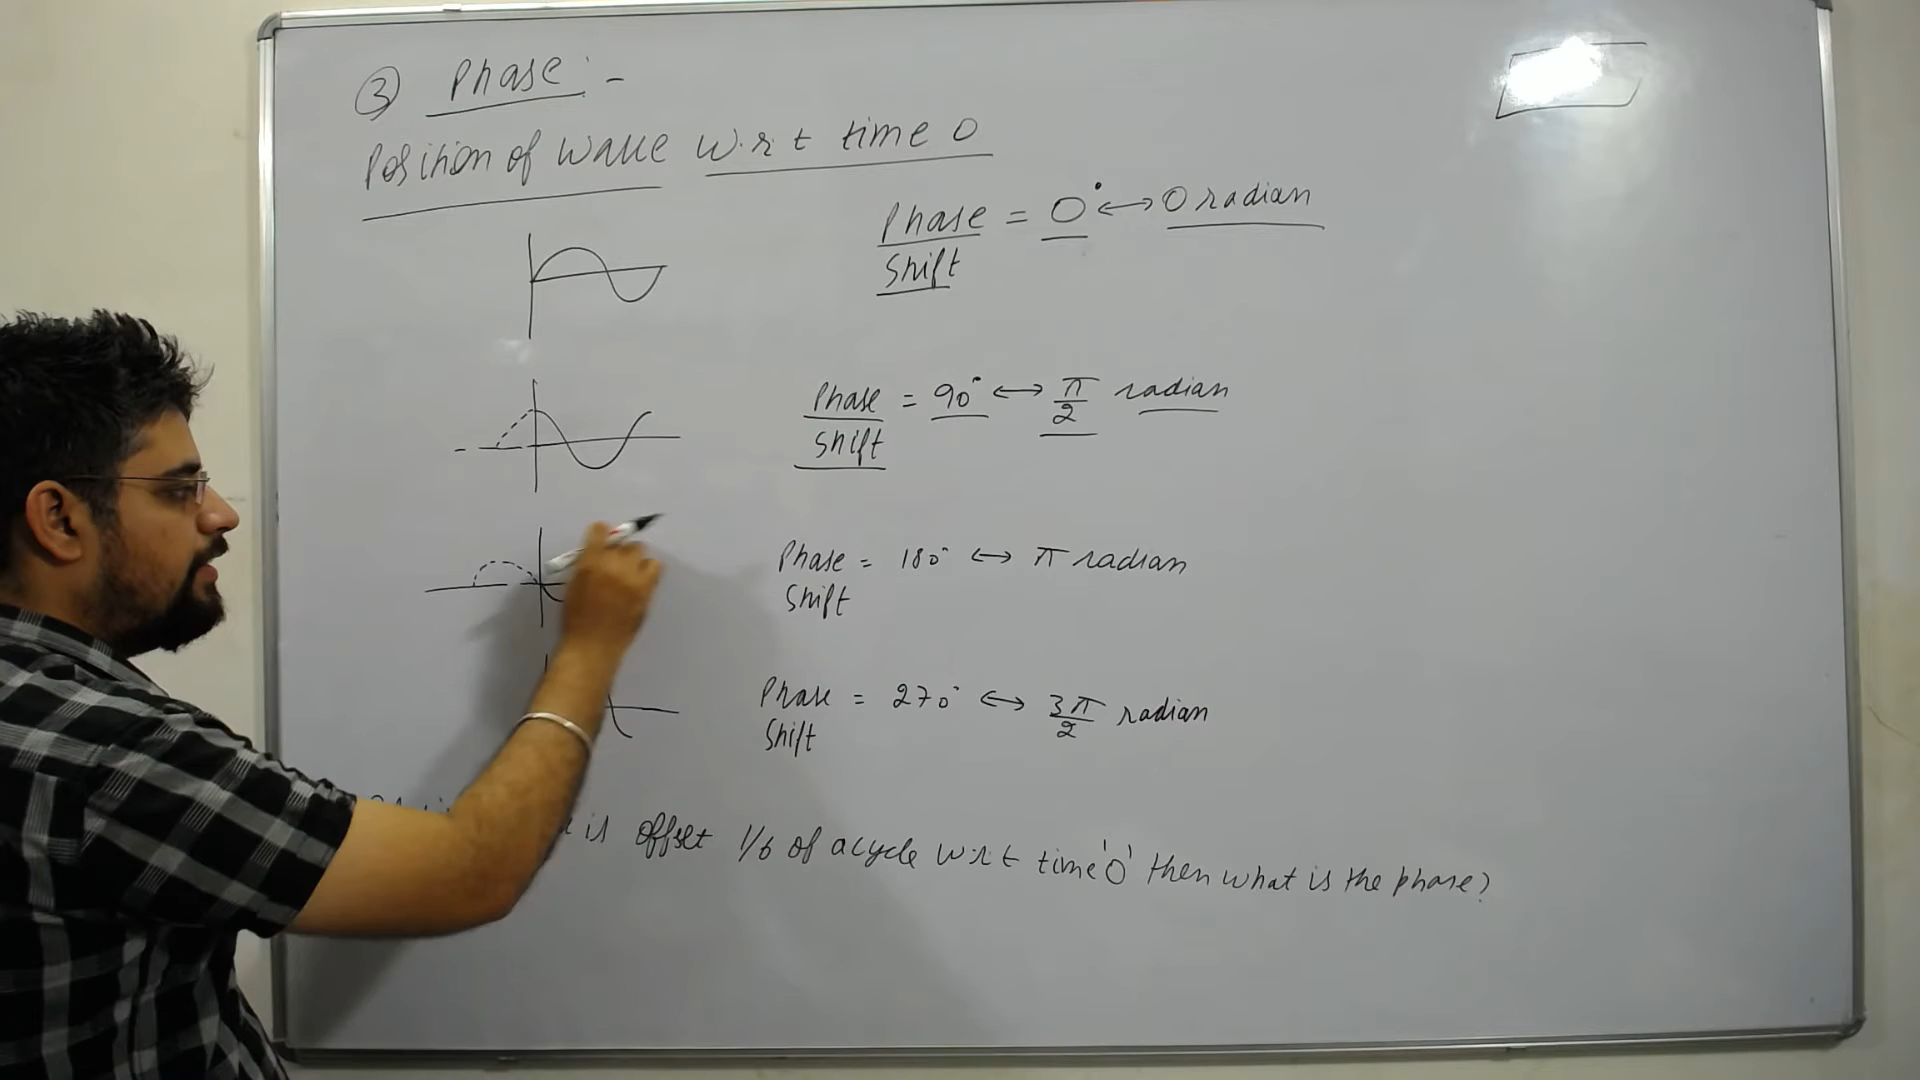 ③ Phase :-
Position of wave w.r.t time 0
Phase Shift = 0° ↔ 0 radian
Phase Shift = 90° ↔ π/2 radian
Phase Shift = 180° ↔ π radian
Phase Shift = 270° ↔ 3π/2 radian
is offset 1/6 of a cycle w.r.t time '0' then what is the phase?